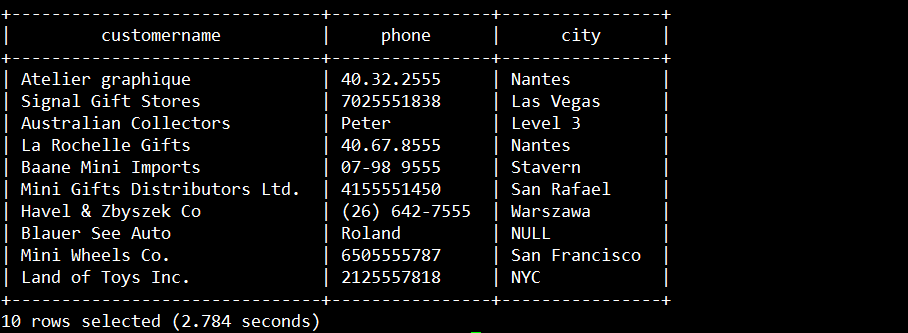 +------------------------------+---------------+---------------+
| customername | phone | city |
+------------------------------+---------------+---------------+
| Atelier graphique | 40.32.2555 | Nantes |
| Signal Gift Stores | 7025551838 | Las Vegas |
| Australian Collectors | Peter | Level 3 |
| La Rochelle Gifts | 40.67.8555 | Nantes |
| Baane Mini Imports | 07-98 9555 | Stavern |
| Mini Gifts Distributors Ltd. | 4155551450 | San Rafael |
| Havel & Zbyszek Co | (26) 642-7555 | Warszawa |
| Blauer See Auto | Roland | NULL |
| Mini Wheels Co. | 6505555787 | San Francisco |
| Land of Toys Inc. | 2125557818 | NYC |
+------------------------------+---------------+---------------+
10 rows selected (2.784 seconds)